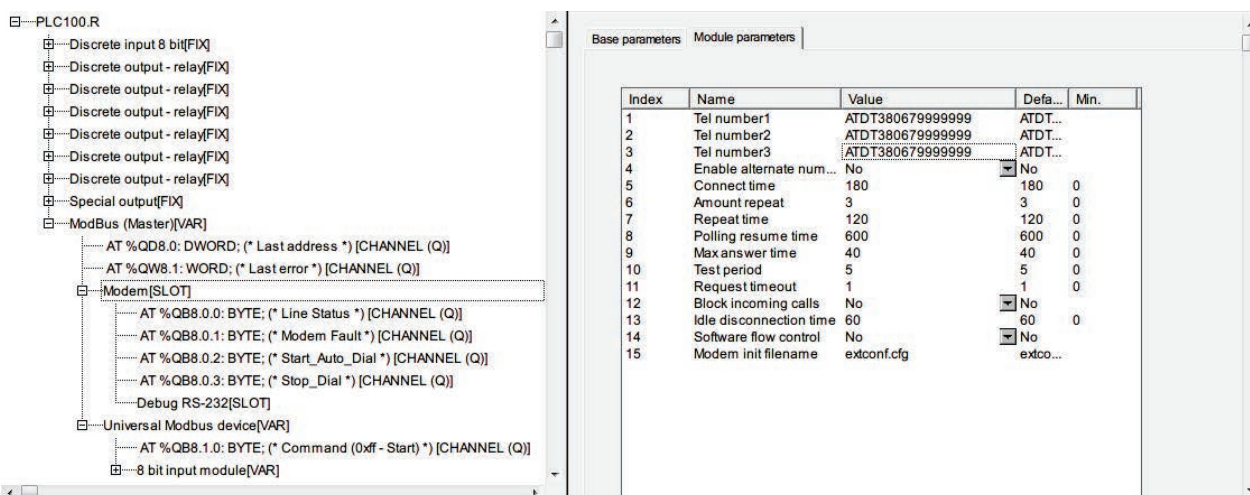 PLC100.R
Discrete input 8 bit[FIX]
Discrete output - relay[FIX]
Discrete output - relay[FIX]
Discrete output - relay[FIX]
Discrete output - relay[FIX]
Discrete output - relay[FIX]
Discrete output - relay[FIX]
Special output[FIX]
ModBus (Master)[VAR]
AT %QD8.0: DWORD; (* Last address *) [CHANNEL (Q)]
AT %QW8.1: WORD; (* Last error *) [CHANNEL (Q)]
Modem[SLOT]
AT %QB8.0.0: BYTE; (* Line Status *) [CHANNEL (Q)]
AT %QB8.0.1: BYTE; (* Modem Fault *) [CHANNEL (Q)]
AT %QB8.0.2: BYTE; (* Start_Auto_Dial *) [CHANNEL (Q)]
AT %QB8.0.3: BYTE; (* Stop_Dial *) [CHANNEL (Q)]
Debug RS-232[SLOT]
Universal Modbus device[VAR]
AT %QB8.1.0: BYTE; (* Command (0xff - Start) *) [CHANNEL (Q)]
8 bit input module[VAR]
Base parameters Module parameters
Index Name Value Defa... Min.
1 Tel number1 ATDT380679999999 ATDT...
2 Tel number2 ATDT380679999999 ATDT...
3 Tel number3 ATDT380679999999 ATDT...
4 Enable alternate num... No No
5 Connect time 180 180 0
6 Amount repeat 3 3 0
7 Repeat time 120 120 0
8 Polling resume time 600 600 0
9 Max answer time 40 40 0
10 Test period 5 5 0
11 Request timeout 1 1 0
12 Block incoming calls No No
13 Idle disconnection time 60 60 0
14 Software flow control No No
15 Modem init filename extconf.cfg extco...